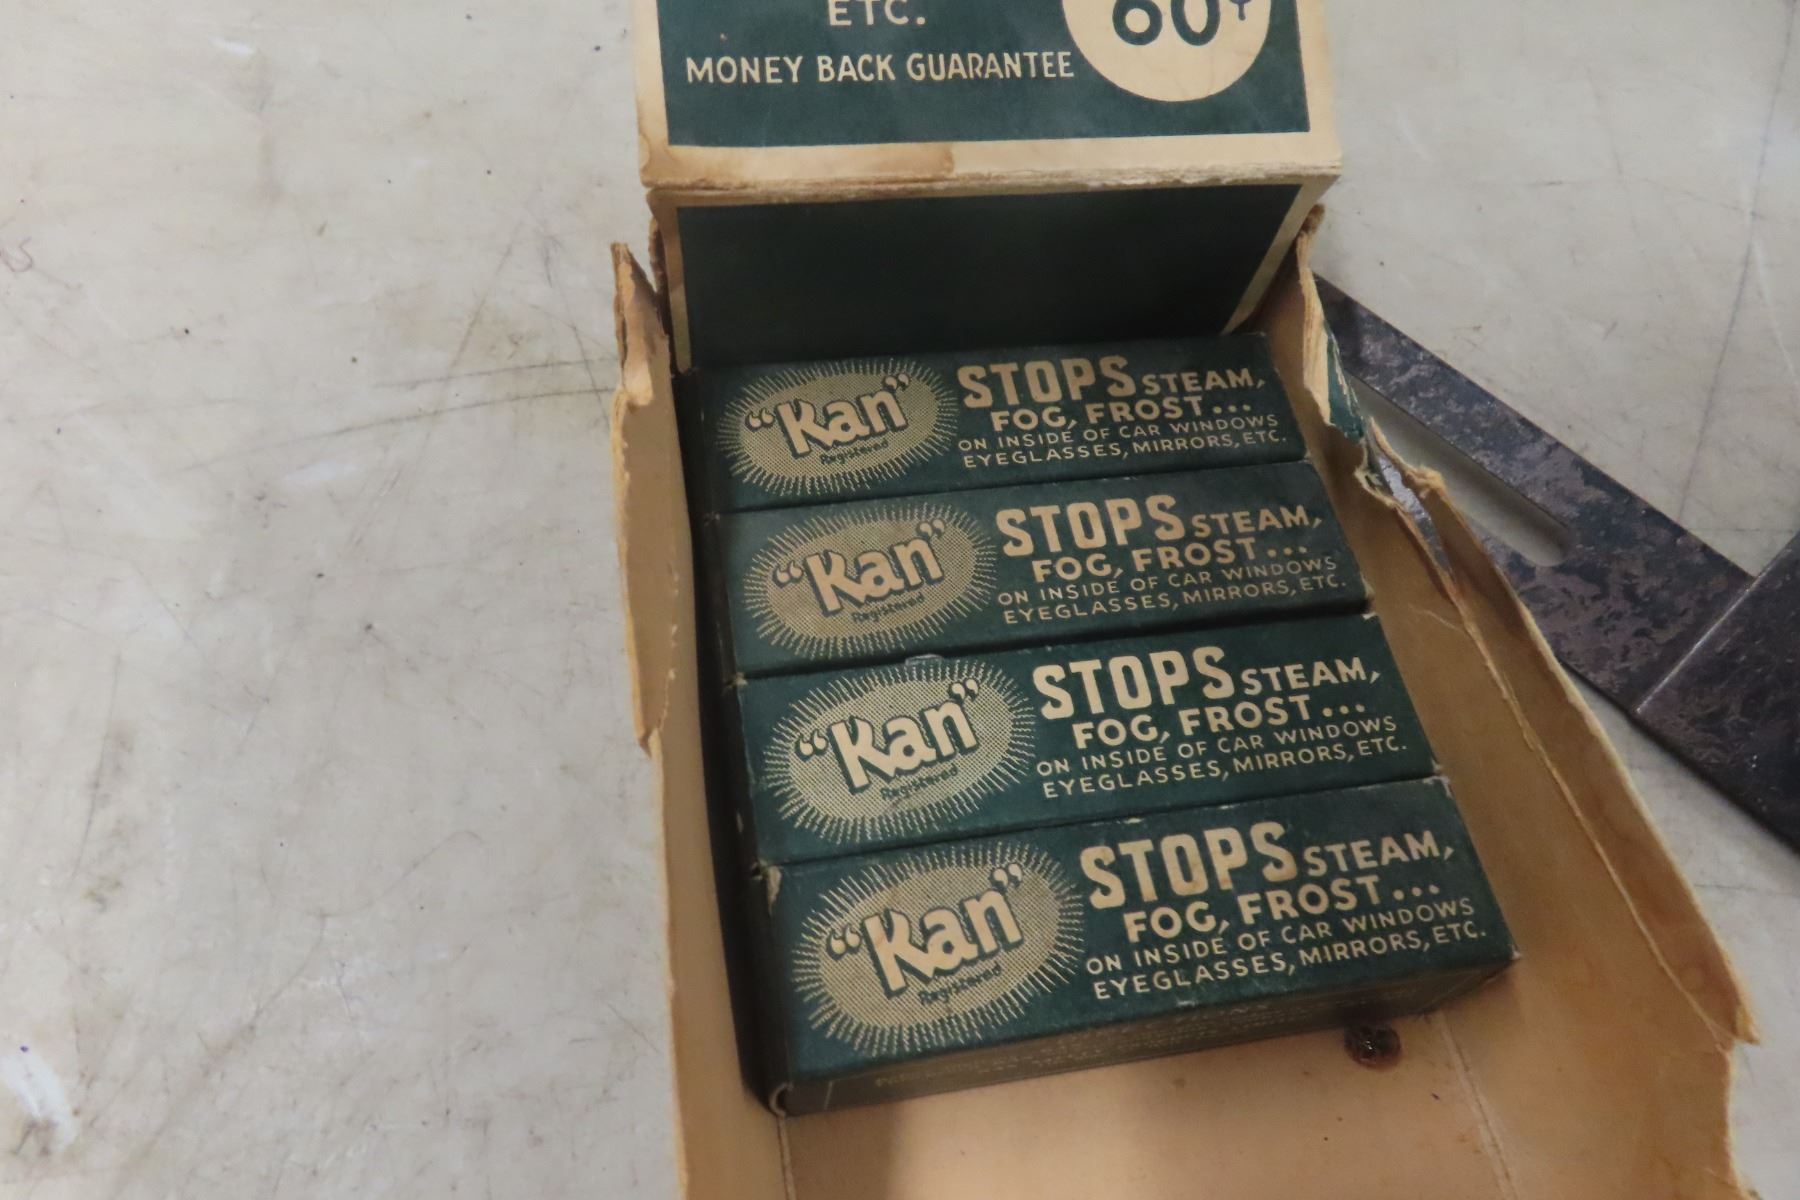 ETC.
60¢
MONEY BACK GUARANTEE
"Kan"
Registered
STOPS STEAM,
FOG, FROST...
ON INSIDE OF CAR WINDOWS
EYEGLASSES, MIRRORS, ETC.
"Kan"
Registered
STOPS STEAM,
FOG, FROST...
ON INSIDE OF CAR WINDOWS
EYEGLASSES, MIRRORS, ETC.
"Kan"
Registered
STOPS STEAM,
FOG, FROST...
ON INSIDE OF CAR WINDOWS
EYEGLASSES, MIRRORS, ETC.
"Kan"
Registered
STOPS STEAM,
FOG, FROST...
ON INSIDE OF CAR WINDOWS
EYEGLASSES, MIRRORS, ETC.